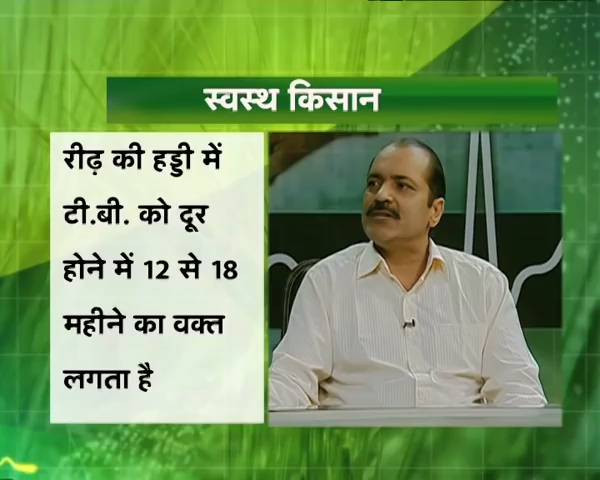 स्वस्थ किसान
रीढ़ की हड्डी में
टी.बी. को दूर
होने में 12 से 18
महीने का वक्त
लगता है